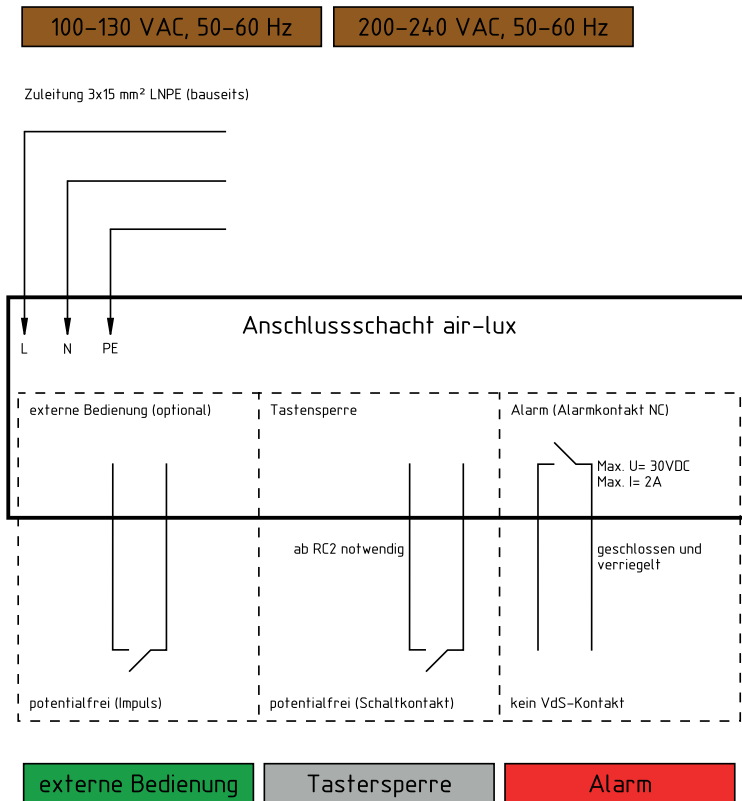 100-130 VAC, 50-60 Hz
200-240 VAC, 50-60 Hz
Zuleitung 3x15 mm² LNPE (bauseits)
Anschlussschacht air-lux
L
N
PE
externe Bedienung (optional)
Tastensperre
Alarm (Alarmkontakt NC)
Max. U= 30VDC
Max. I= 2A
ab RC2 notwendig
geschlossen und
verriegelt
potentialfrei (Impuls)
potentialfrei (Schaltkontakt)
kein VdS-Kontakt
externe Bedienung
Tastersperre
Alarm